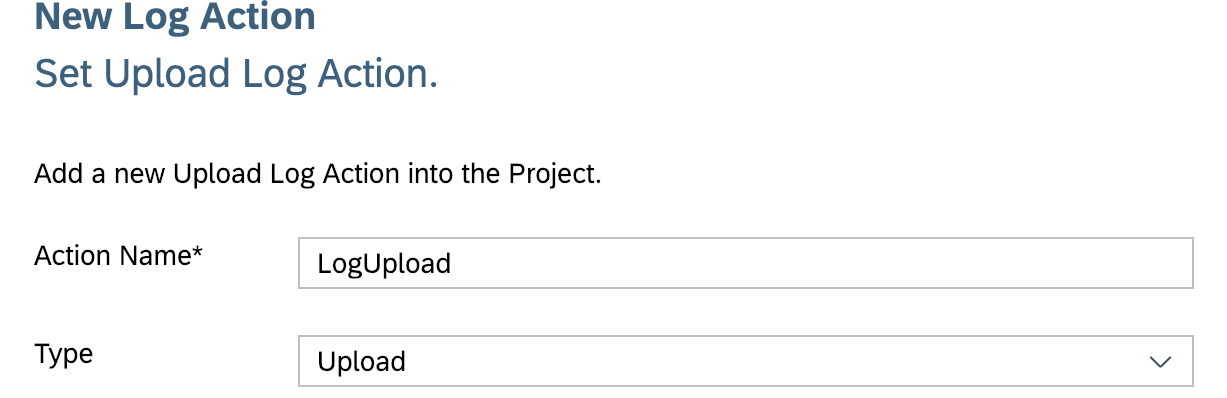 New Log Action
Set Upload Log Action.
Add a new Upload Log Action into the Project.
Action Name* LogUpload
Type Upload